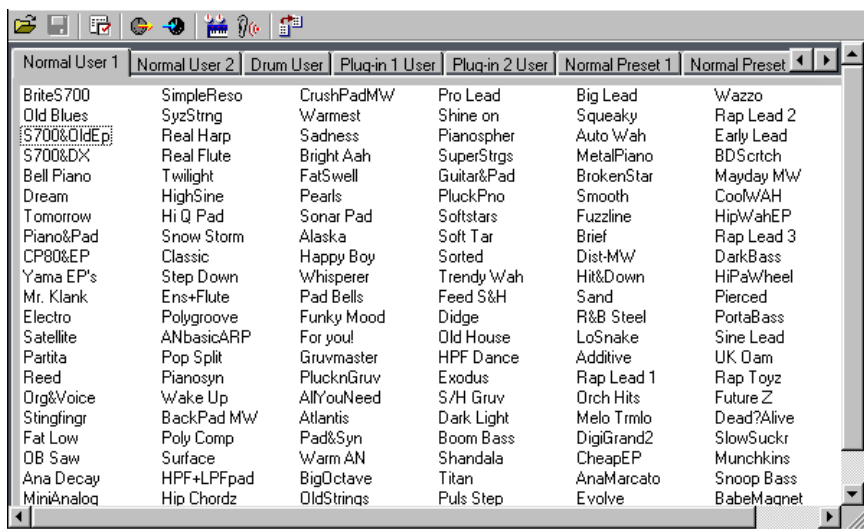 Normal User 1 Normal User 2 Drum User Plug-in 1 User Plug-in 2 User Normal Preset 1 Normal Preset
BriteS700 SimpleReso CrushPadMW Pro Lead Big Lead Wazzo
Old Blues SyzStrng Warmest Shine on Squeaky Rap Lead 2
S700&OldEp Real Harp Sadness Pianospher Auto Wah Early Lead
S700&DX Real Flute Bright Aah SuperStrgs MetalPiano BDScrtch
Bell Piano Twilight FatSwell Guitar&Pad BrokenStar Mayday MW
Dream HighSine Pearls PluckPno Smooth CoolWAH
Tomorrow Hi Q Pad Sonar Pad Softstars Fuzzline HipWahEP
Piano&Pad Snow Storm Alaska Soft Tar Brief Rap Lead 3
CP80&EP Classic Happy Boy Sorted Dist-MW DarkBass
Yama EP's Step Down Whisperer Trendy Wah Hit&Down HiPaWheel
Mr. Klank Ens+Flute Pad Bells Feed S&H Sand Pierced
Electro Polygroove Funky Mood Didge R&B Steel PortaBass
Satellite ANbasicARP For you! Old House LoSnake Sine Lead
Partita Pop Split Gruvmaster HPF Dance Additive UK Oam
Reed Pianosyn PlucknGruv Exodus Rap Lead 1 Rap Toyz
Org&Voice Wake Up AllYouNeed S/H Gruv Orch Hits Future Z
Stingfingr BackPad MW Atlantis Dark Light Melo Trmlo Dead?Alive
Fat Low Poly Comp Pad&Syn Boom Bass DigiGrand2 SlowSuckr
OB Saw Surface Warm AN Shandala CheapEP Munchkins
Ana Decay HPF+LPFpad BigOctave Titan AnaMarcato Snoop Bass
MiniAnalog Hip Chordz OldStrings Puls Step Evolve BabeMagnet